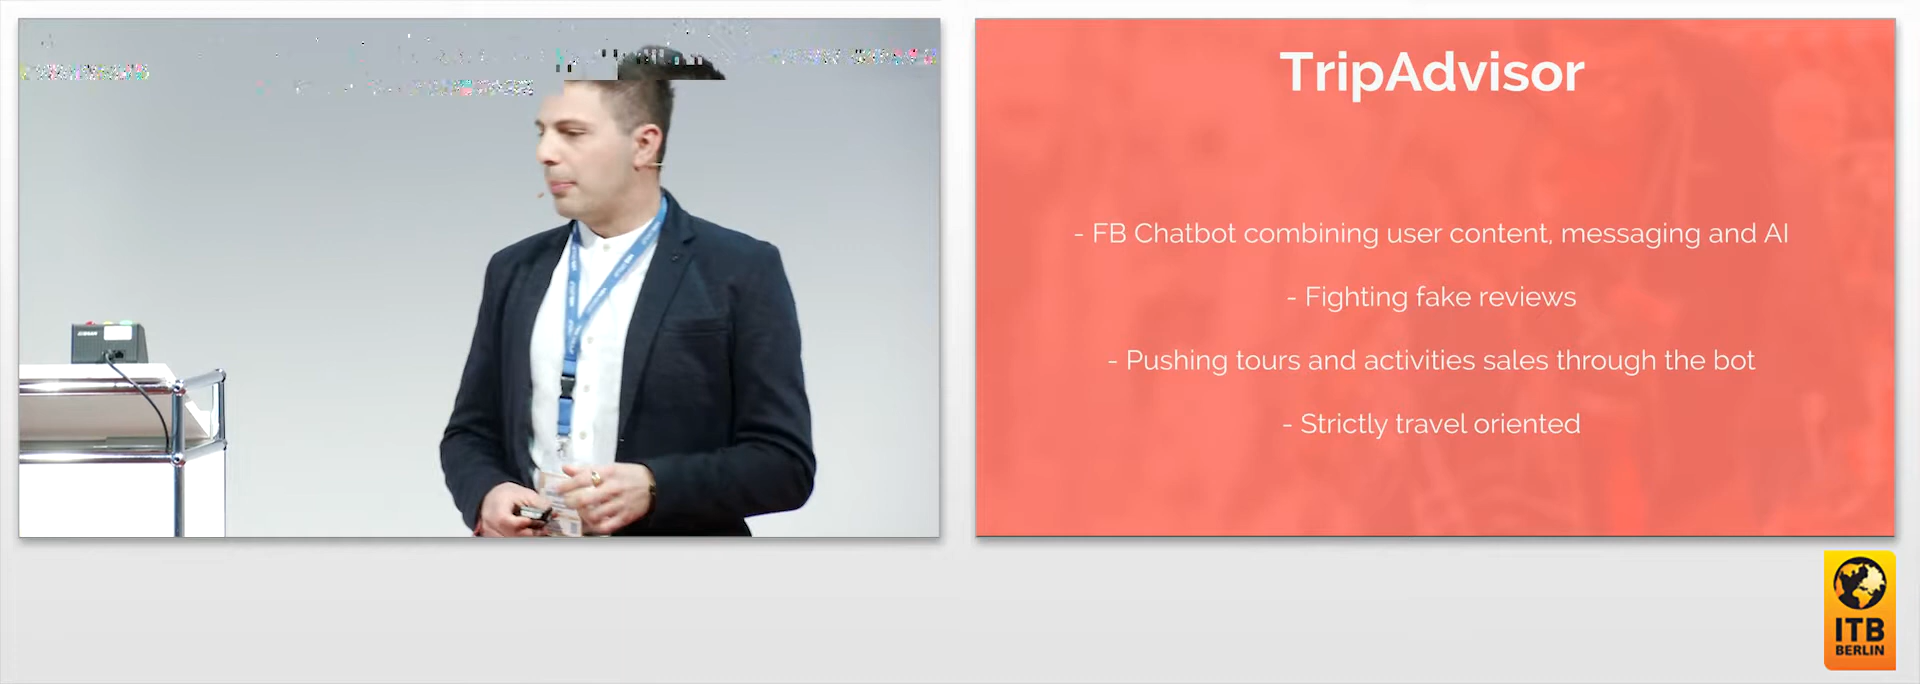 TripAdvisor
- FB Chatbot combining user content, messaging and AI
- Fighting fake reviews
- Pushing tours and activities sales through the bot
- Strictly travel oriented
ITB
BERLIN